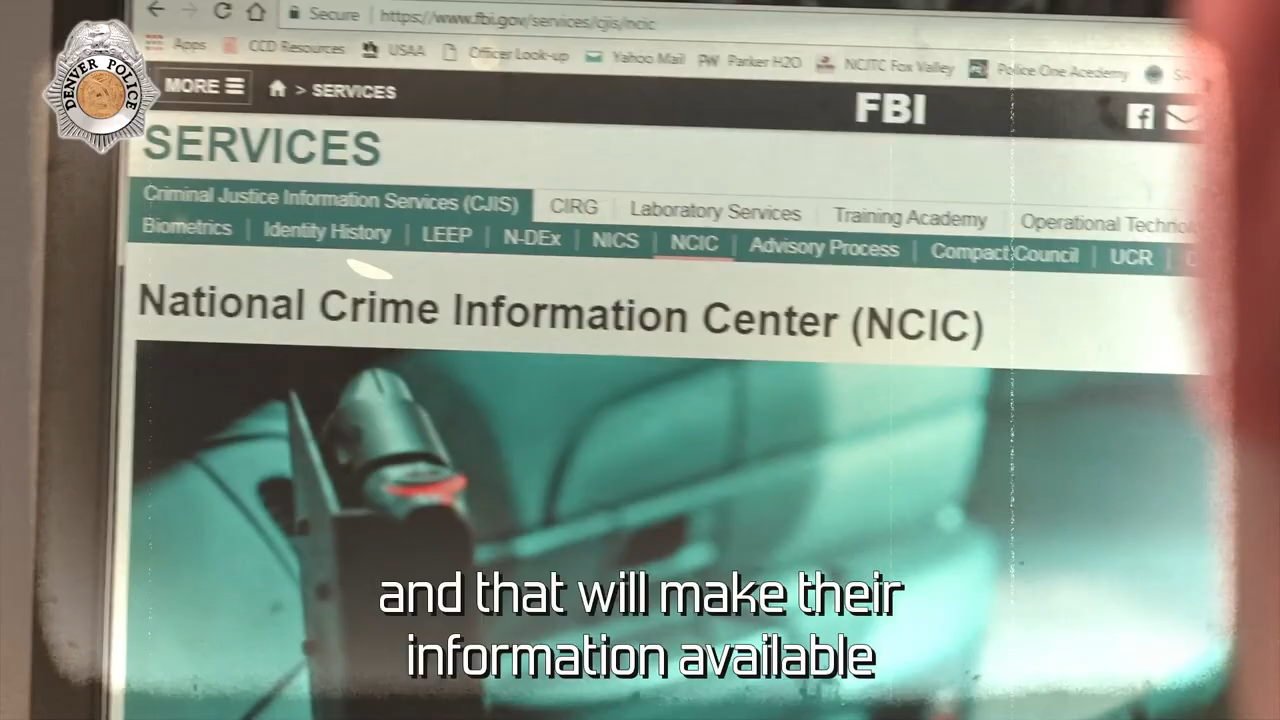 Secure | https://www.fbi.gov/services/cjis/ncic
Apps CCD Resources USAA Officer Look-up Yahoo Mail PW Parker H2O NCJTC Fox Valley Police One Academy
DENVER POLICE
MORE > SERVICES FBI
SERVICES
Criminal Justice Information Services (CJIS) CIRG Laboratory Services Training Academy Operational Techno
Biometrics | Identity History | LEEP | N-DEx | NICS | NCIC | Advisory Process | Compact Council | UCR |
National Crime Information Center (NCIC)
and that will make their
information available